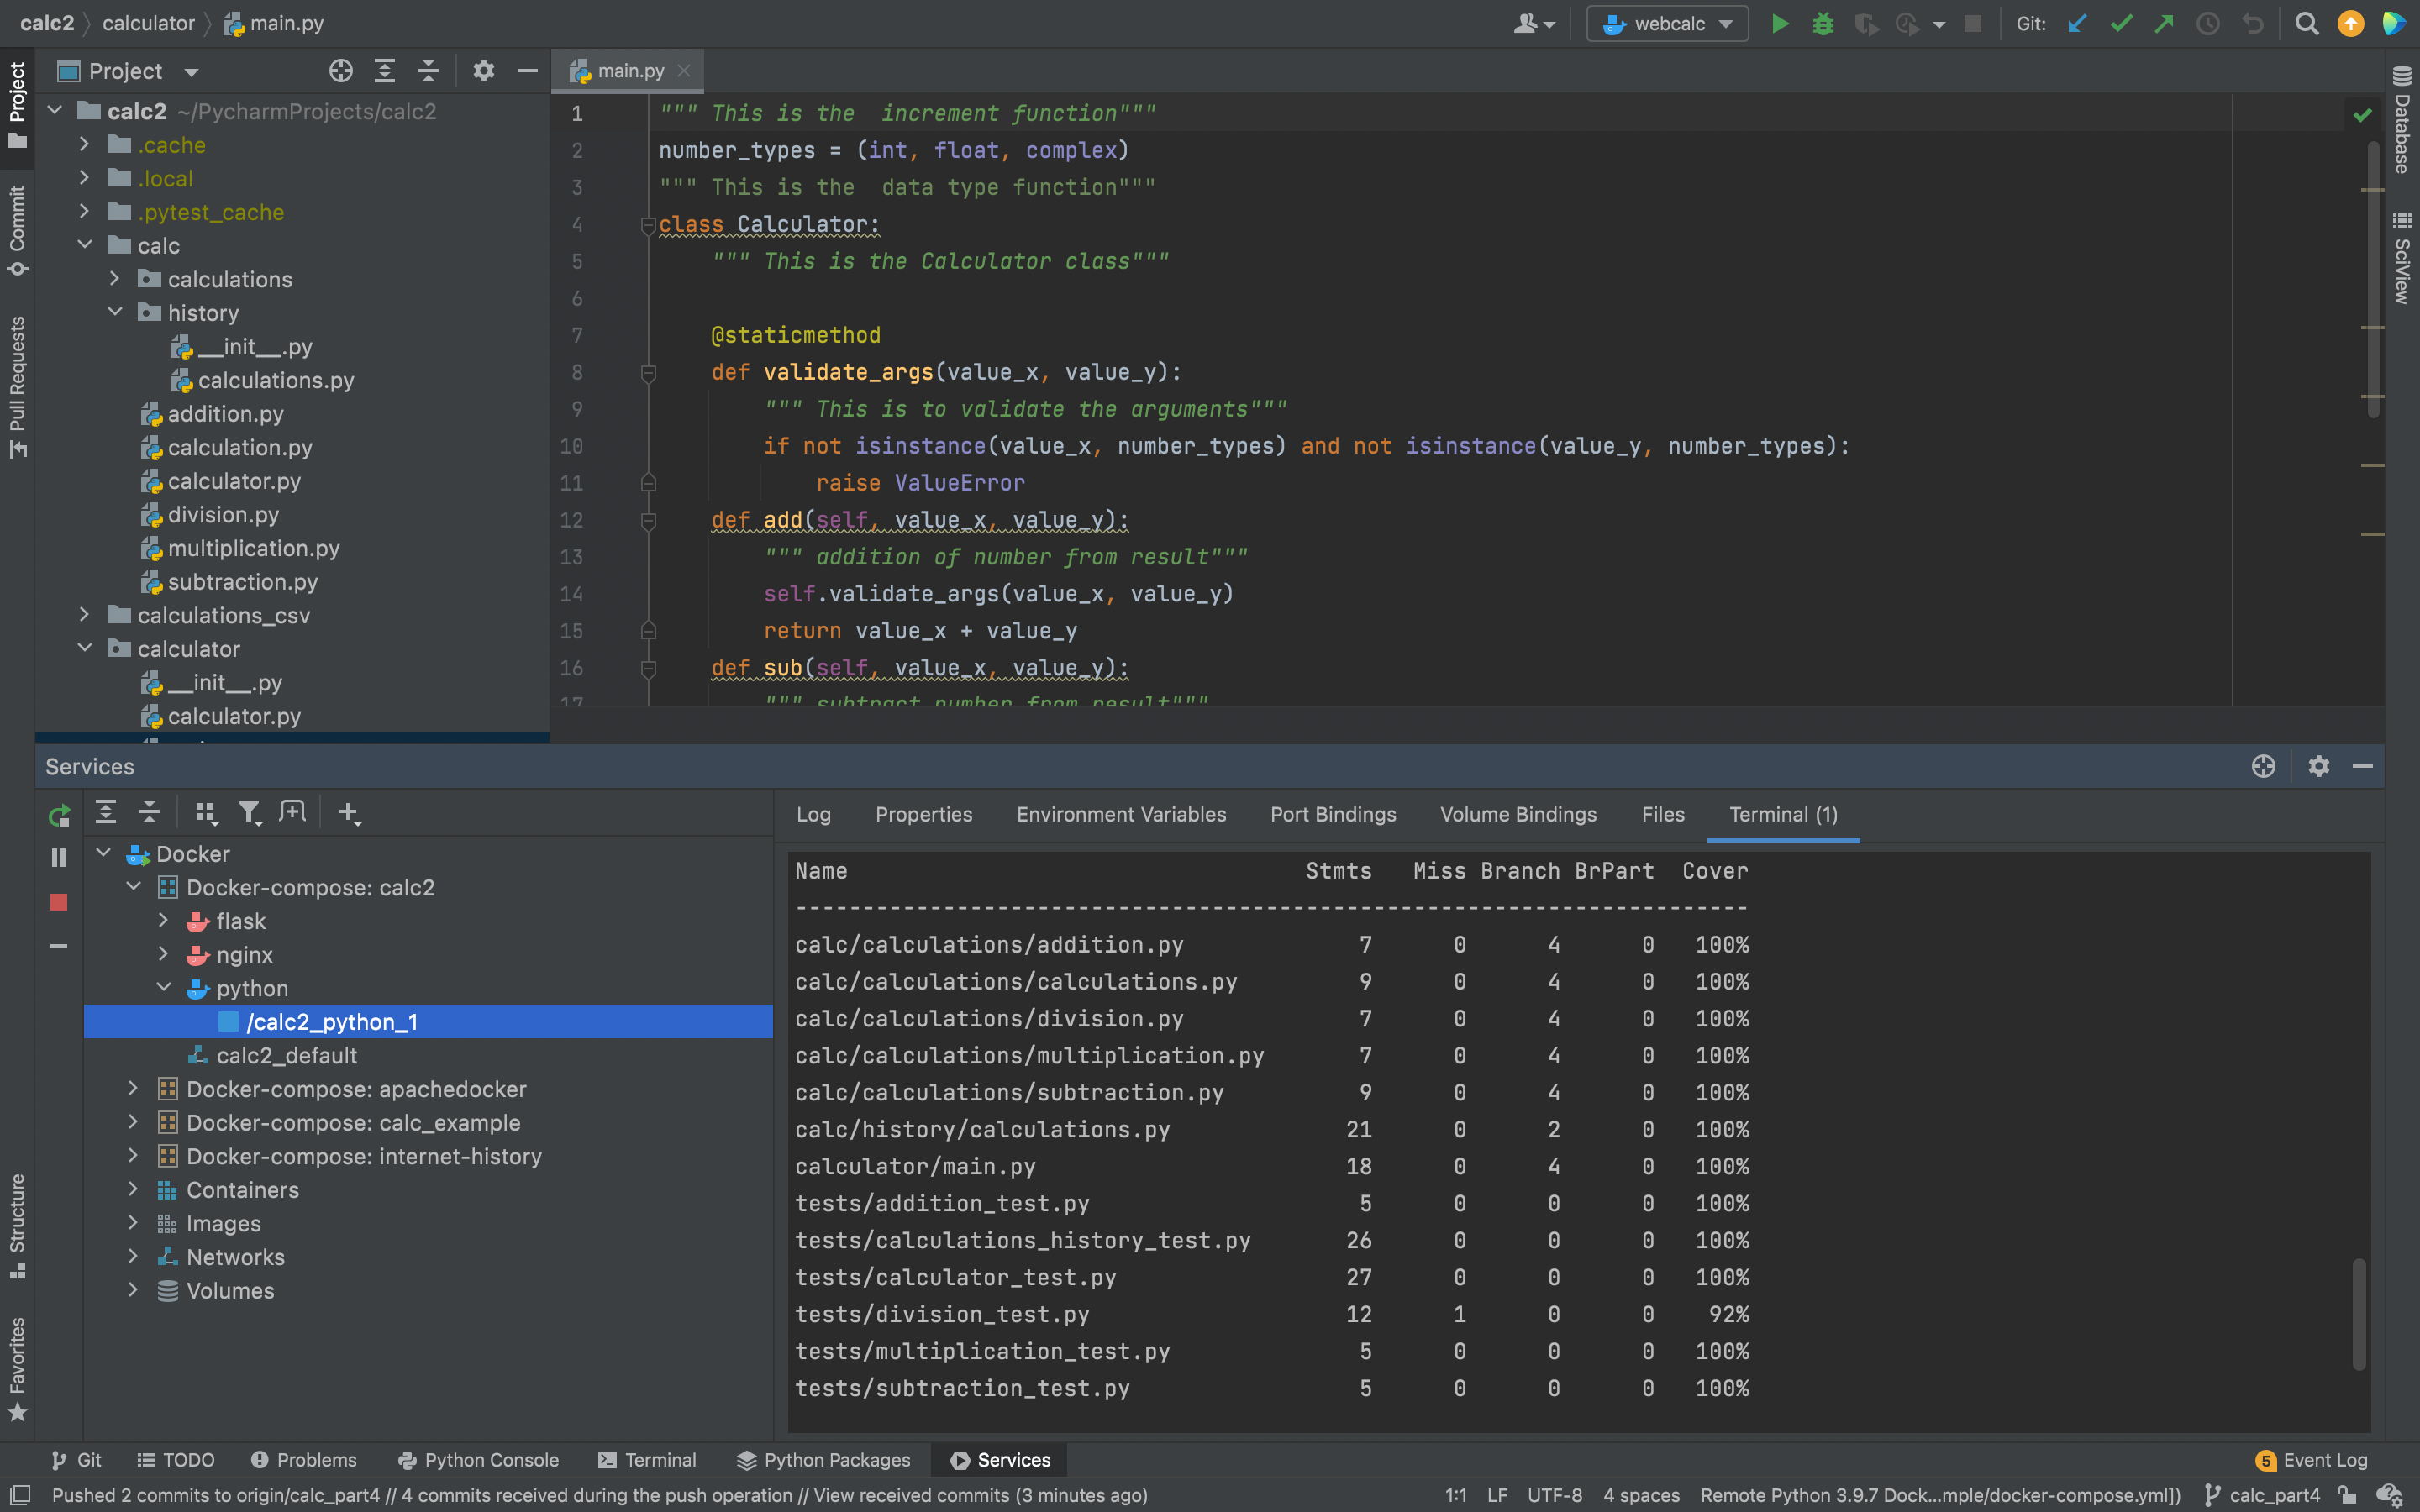 calc2 calculator main.py
webcalc Git:
Project
main.py
calc2 ~/PycharmProjects/calc2
.cache
.local
.pytest_cache
calc
calculations
history
__init__.py
calculations.py
addition.py
calculation.py
calculator.py
division.py
multiplication.py
subtraction.py
calculations_csv
calculator
__init__.py
calculator.py
1 """ This is the  increment function"""
2 number_types = (int, float, complex)
3 """ This is the  data type function"""
4 class Calculator:
5 """ This is the Calculator class"""
6
7 @staticmethod
8 def validate_args(value_x, value_y):
9 """ This is to validate the arguments"""
10 if not isinstance(value_x, number_types) and not isinstance(value_y, number_types):
11 raise ValueError
12 def add(self, value_x, value_y):
13 """ addition of number from result"""
14 self.validate_args(value_x, value_y)
15 return value_x + value_y
16 def sub(self, value_x, value_y):
17 """ subtract number from result"""
Project
Commit
Pull Requests
Structure
Favorites
Database
SciView
Services
Docker
Docker-compose: calc2
flask
nginx
python
/calc2_python_1
calc2_default
Docker-compose: apachedocker
Docker-compose: calc_example
Docker-compose: internet-history
Containers
Images
Networks
Volumes
Log Properties Environment Variables Port Bindings Volume Bindings Files Terminal (1)
Name Stmts Miss Branch BrPart Cover
-----------------------------------------------------------------------
calc/calculations/addition.py 7 0 4 0 100%
calc/calculations/calculations.py 9 0 4 0 100%
calc/calculations/division.py 7 0 4 0 100%
calc/calculations/multiplication.py 7 0 4 0 100%
calc/calculations/subtraction.py 9 0 4 0 100%
calc/history/calculations.py 21 0 2 0 100%
calculator/main.py 18 0 4 0 100%
tests/addition_test.py 5 0 0 0 100%
tests/calculations_history_test.py 26 0 0 0 100%
tests/calculator_test.py 27 0 0 0 100%
tests/division_test.py 12 1 0 0 92%
tests/multiplication_test.py 5 0 0 0 100%
tests/subtraction_test.py 5 0 0 0 100%
Git TODO Problems Python Console Terminal Python Packages Services 5 Event Log
Pushed 2 commits to origin/calc_part4 // 4 commits received during the push operation // View received commits (3 minutes ago) 1:1 LF UTF-8 4 spaces Remote Python 3.9.7 Dock...mple/docker-compose.yml]) calc_part4